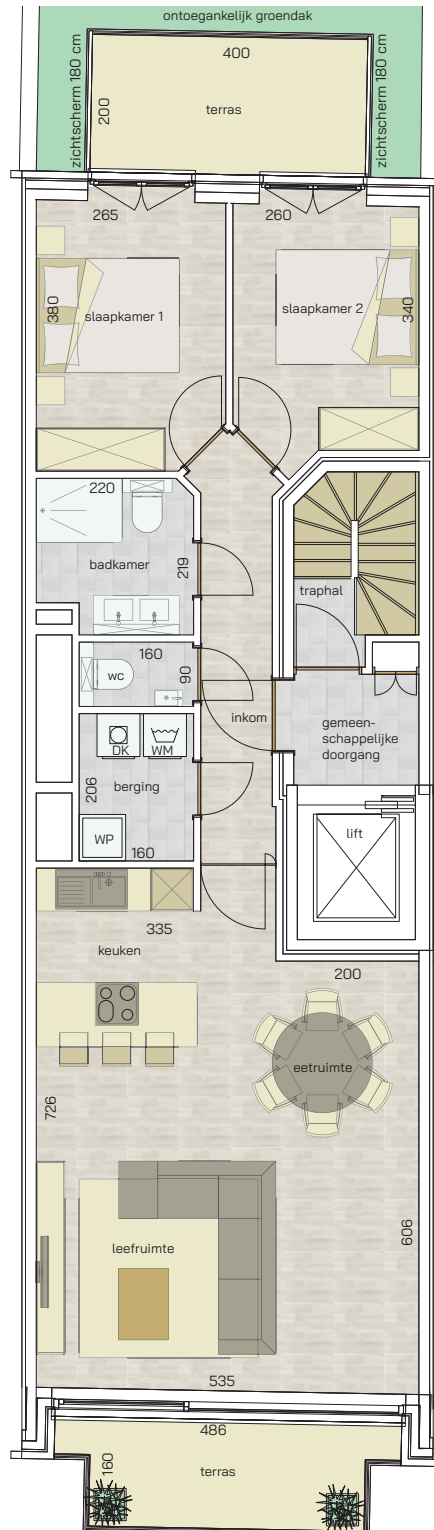 ontoegankelijk groendak
zichtscherm 180 cm
400
zichtscherm 180 cm
200
terras
265
260
380
slaapkamer 1
slaapkamer 2
340
220
badkamer
219
traphal
160
wc
90
inkom
gemeen-
schappelijke
doorgang
DK
WM
206
berging
WP
160
lift
335
keuken
200
eetruimte
726
606
leefruimte
535
486
160
terras